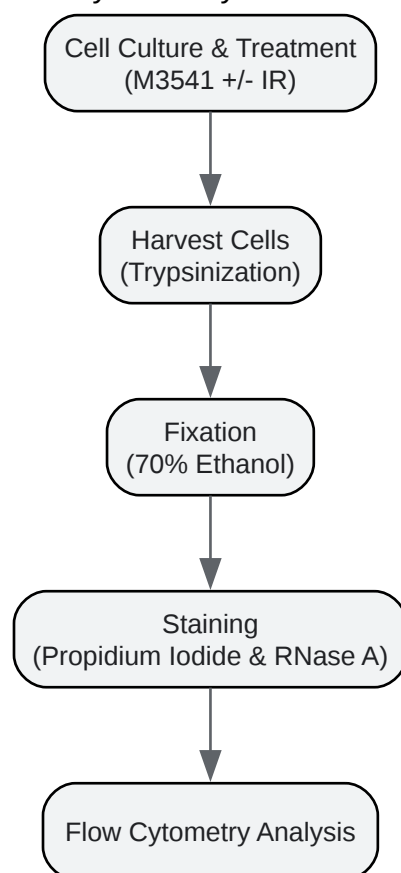 Cell Culture & Treatment
(M3541 +/- IR)
Harvest Cells
(Trypsinization)
Fixation
(70% Ethanol)
Staining
(Propidium Iodide & RNase A)
Flow Cytometry Analysis